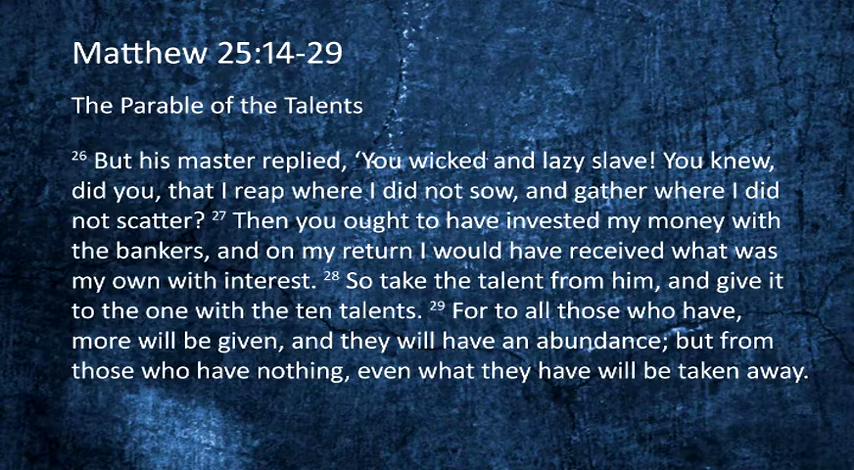 Matthew 25:14-29
The Parable of the Talents
²⁶ But his master replied, ‘You wicked and lazy slave! You knew,
did you, that I reap where I did not sow, and gather where I did
not scatter? ²⁷ Then you ought to have invested my money with
the bankers, and on my return I would have received what was
my own with interest. ²⁸ So take the talent from him, and give it
to the one with the ten talents. ²⁹ For to all those who have,
more will be given, and they will have an abundance; but from
those who have nothing, even what they have will be taken away.